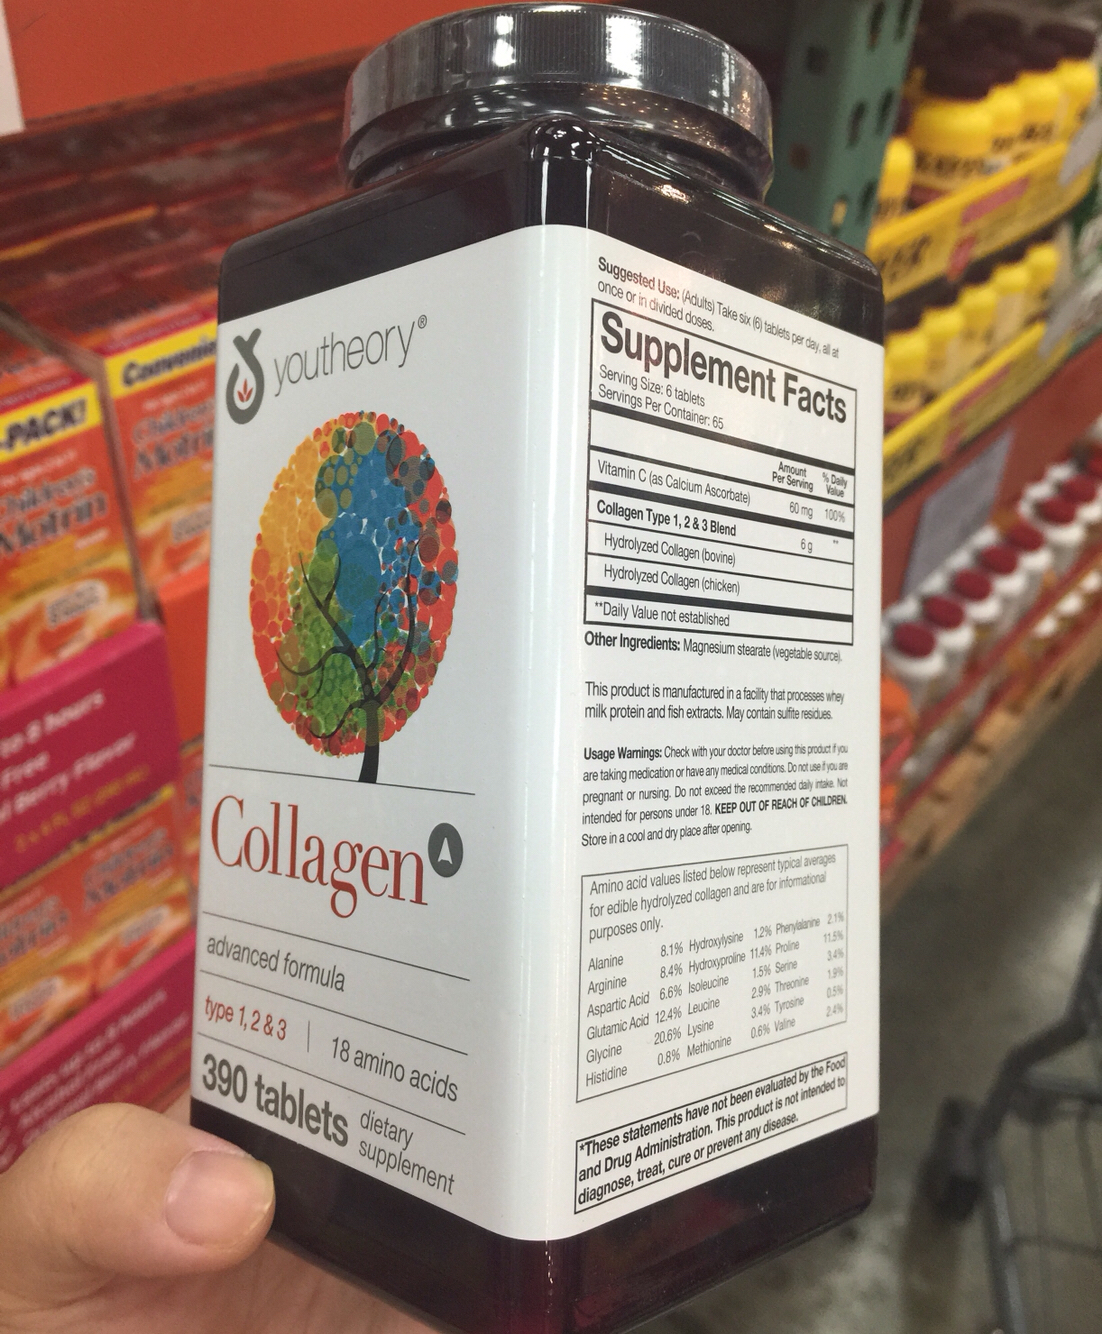 youtheory®
Collagen
advanced formula
type 1, 2 & 3 | 18 amino acids
390 tablets
dietary
supplement
Suggested Use: (Adults) Take six (6) tablets per day, all at
once or in divided doses.
Supplement Facts
Serving Size: 6 tablets
Servings Per Container: 65
Amount
Per Serving
% Daily
Value
Vitamin C (as Calcium Ascorbate) 60 mg 100%
Collagen Type 1, 2 & 3 Blend 6 g **
Hydrolyzed Collagen (bovine)
Hydrolyzed Collagen (chicken)
**Daily Value not established
Other Ingredients: Magnesium stearate (vegetable source).
This product is manufactured in a facility that processes whey
milk protein and fish extracts. May contain sulfite residues.
Usage Warnings: Check with your doctor before using this product if you
are taking medication or have any medical conditions. Do not use if you are
pregnant or nursing. Do not exceed the recommended daily intake. Not
intended for persons under 18. KEEP OUT OF REACH OF CHILDREN.
Store in a cool and dry place after opening.
Amino acid values listed below represent typical averages
for edible hydrolyzed collagen and are for informational
purposes only.
Alanine 8.1% Hydroxylysine 1.2% Phenylalanine 2.1%
Arginine 8.4% Hydroxyproline 11.4% Proline 11.5%
Aspartic Acid 6.6% Isoleucine 1.5% Serine 3.4%
Glutamic Acid 12.4% Leucine 2.9% Threonine 1.9%
Glycine 20.6% Lysine 3.4% Tyrosine 0.5%
Histidine 0.8% Methionine 0.6% Valine 2.4%
*These statements have not been evaluated by the Food
and Drug Administration. This product is not intended to
diagnose, treat, cure or prevent any disease.
-PACK!
Children's
Motrin
to 8 hours
Free
Berry Flavor